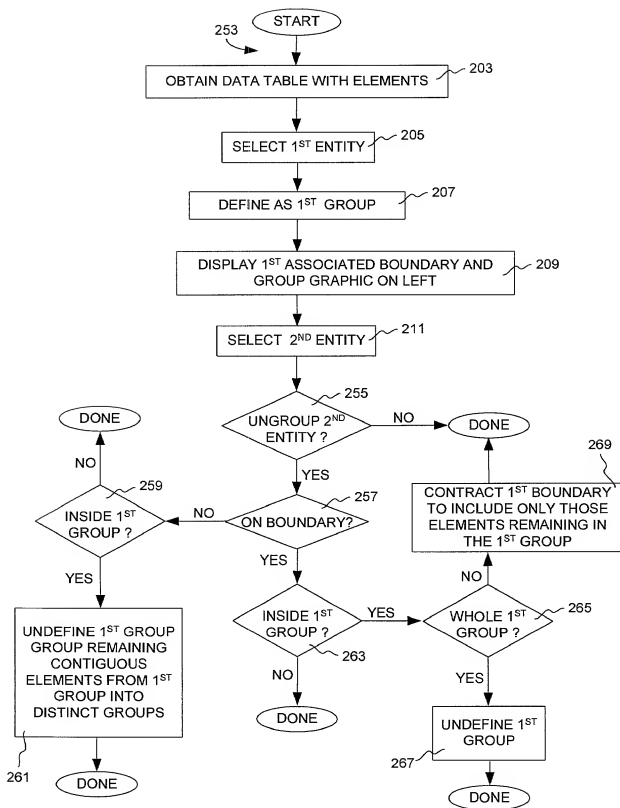 START
253
OBTAIN DATA TABLE WITH ELEMENTS
203
SELECT 1ST ENTITY
205
DEFINE AS 1ST GROUP
207
DISPLAY 1ST ASSOCIATED BOUNDARY AND
GROUP GRAPHIC ON LEFT
209
SELECT 2ND ENTITY
211
UNGROUP 2ND
ENTITY ?
255
NO
DONE
YES
ON BOUNDARY?
257
NO
INSIDE 1ST
GROUP ?
259
NO
DONE
YES
UNDEFINE 1ST GROUP
GROUP REMAINING
CONTIGUOUS
ELEMENTS FROM 1ST
GROUP INTO
DISTINCT GROUPS
261
DONE
YES
INSIDE 1ST
GROUP ?
263
NO
DONE
YES
WHOLE 1ST
GROUP ?
265
NO
CONTRACT 1ST BOUNDARY
TO INCLUDE ONLY THOSE
ELEMENTS REMAINING IN
THE 1ST GROUP
269
YES
UNDEFINE 1ST
GROUP
267
DONE